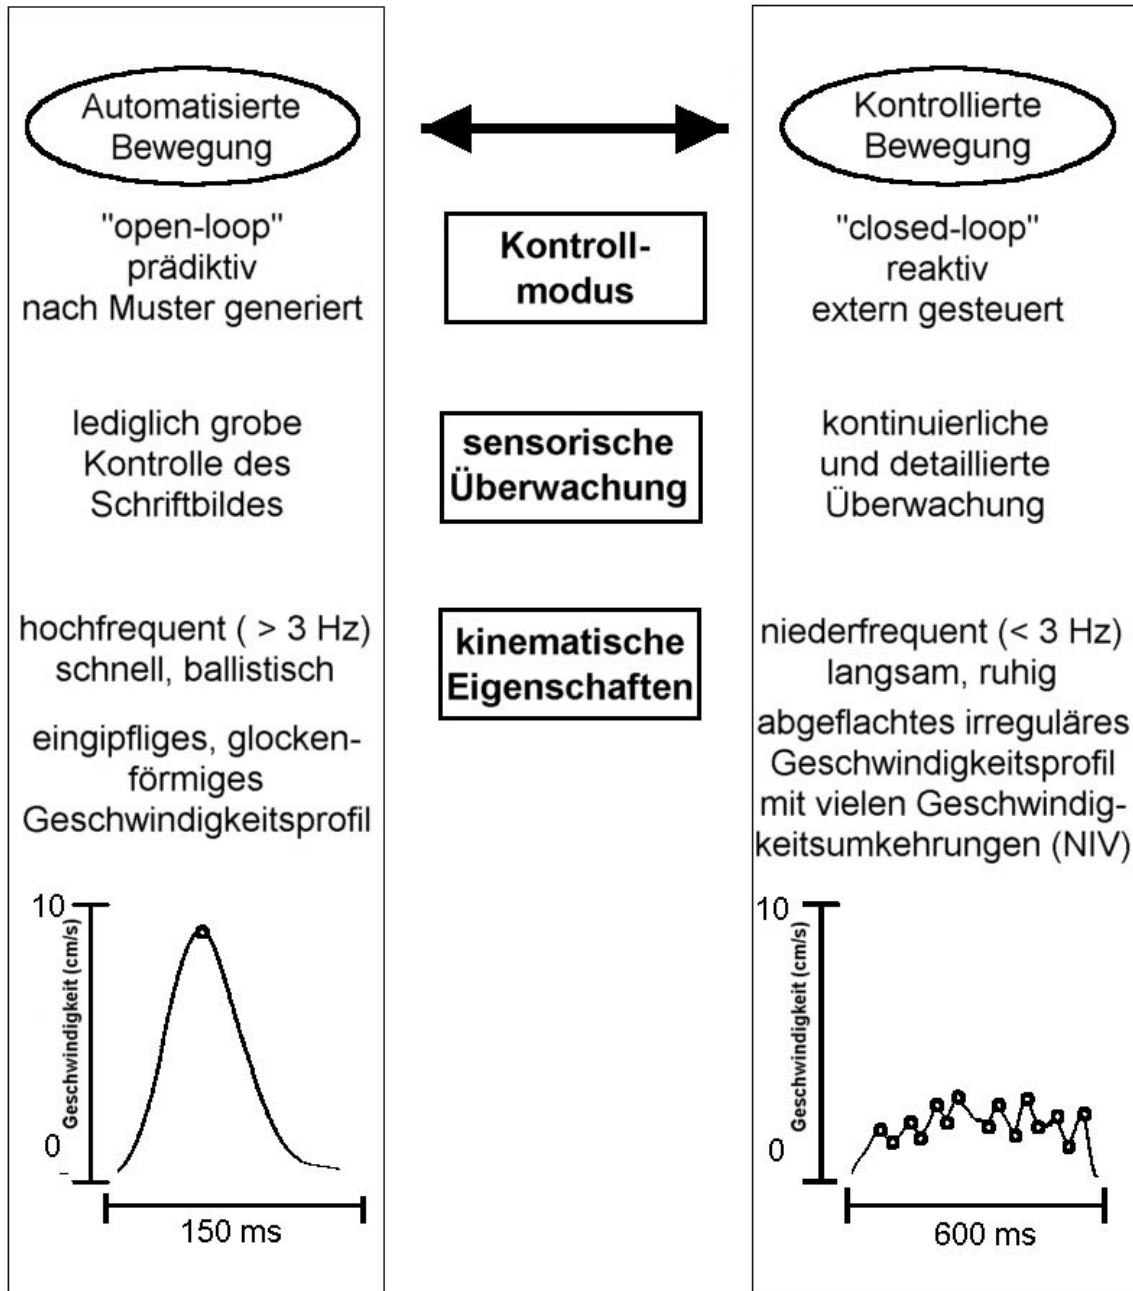 Automatisierte
Bewegung
"open-loop"
prädiktiv
nach Muster generiert
lediglich grobe
Kontrolle des
Schriftbildes
hochfrequent ( > 3 Hz)
schnell, ballistisch
eingipfliges, glocken-
förmiges
Geschwindigkeitsprofil
10
Geschwindigkeit (cm/s)
0
150 ms
Kontroll-
modus
sensorische
Überwachung
kinematische
Eigenschaften
Kontrollierte
Bewegung
"closed-loop"
reaktiv
extern gesteuert
kontinuierliche
und detaillierte
Überwachung
niederfrequent (< 3 Hz)
langsam, ruhig
abgeflachtes irreguläres
Geschwindigkeitsprofil
mit vielen Geschwindig-
keitsumkehrungen (NIV)
10
Geschwindigkeit (cm/s)
0
600 ms